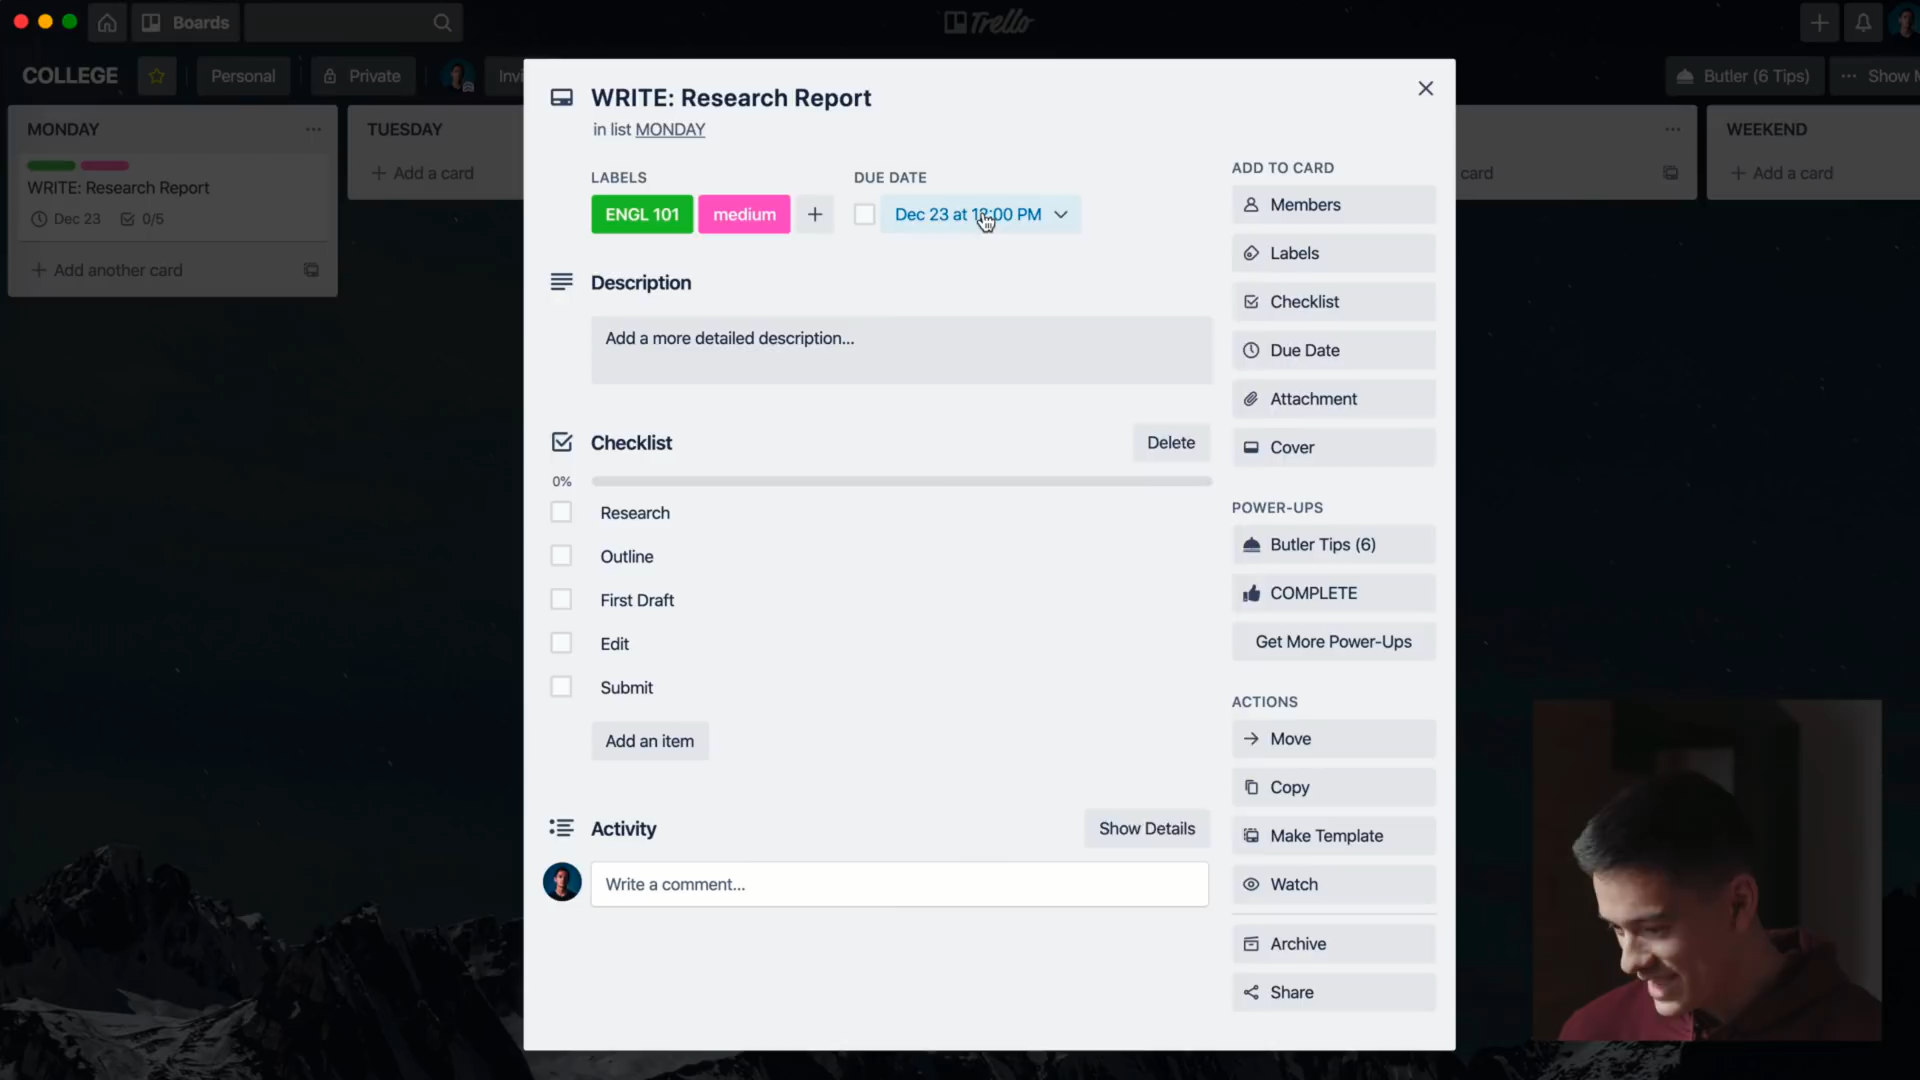 Boards
Trello
COLLEGE
Personal
Private
Butler (6 Tips)
Show
MONDAY
WRITE: Research Report
Dec 23
0/5
Add another card
TUESDAY
Add a card
card
WEEKEND
Add a card
WRITE: Research Report
in list MONDAY
LABELS
ENGL 101
medium
DUE DATE
Dec 23 at PM
Description
Add a more detailed description...
Checklist
Delete
0%
Research
Outline
First Draft
Edit
Submit
Add an item
Activity
Show Details
Write a comment...
ADD TO CARD
Members
Labels
Checklist
Due Date
Attachment
Cover
POWER-UPS
Butler Tips (6)
COMPLETE
Get More Power-Ups
ACTIONS
Move
Copy
Make Template
Watch
Archive
Share